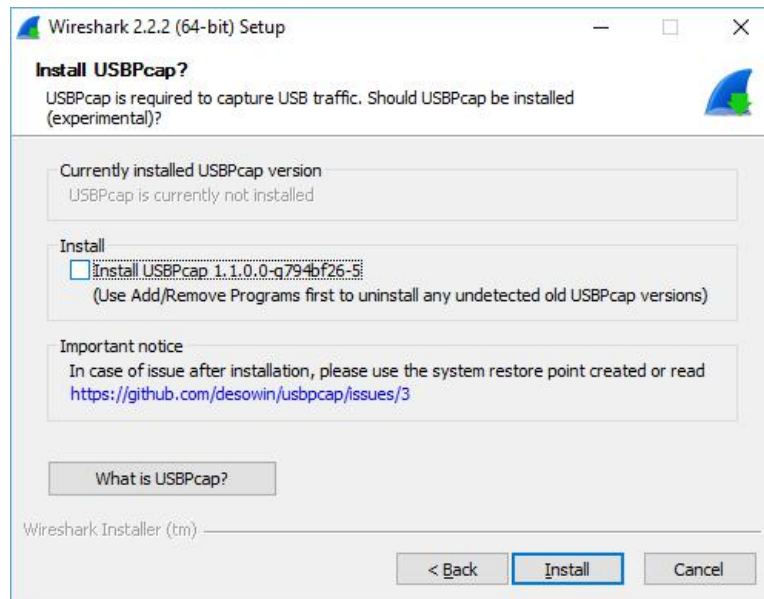 Wireshark 2.2.2 (64-bit) Setup
Install USBPcap?
USBPcap is required to capture USB traffic. Should USBPcap be installed
(experimental)?
Currently installed USBPcap version
USBPcap is currently not installed
Install
Install USBPcap 1.1.0.0-g794bf26-5
(Use Add/Remove Programs first to uninstall any undetected old USBPcap versions)
Important notice
In case of issue after installation, please use the system restore point created or read
https://github.com/desowin/usbpcap/issues/3
What is USBPcap?
Wireshark Installer (tm)
< Back Install Cancel